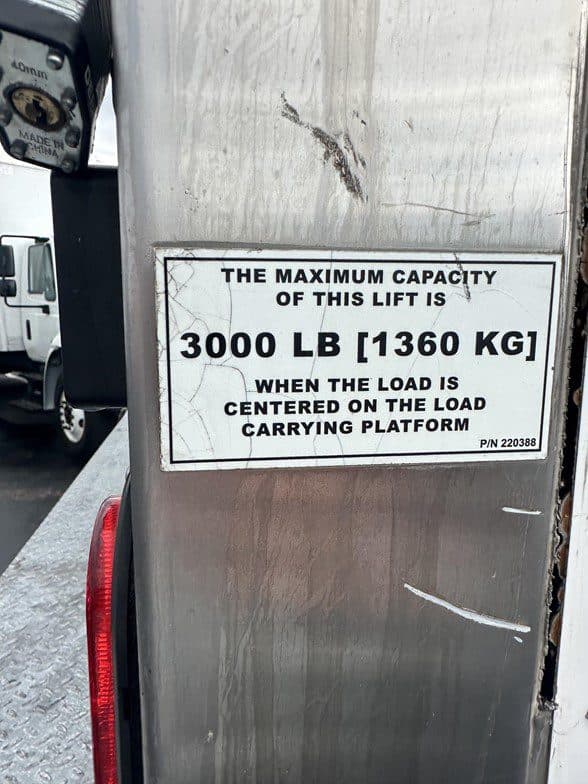 40mm
MADE IN
CHINA
THE MAXIMUM CAPACITY
OF THIS LIFT IS
3000 LB [1360 KG]
WHEN THE LOAD IS
CENTERED ON THE LOAD
CARRYING PLATFORM
P/N 220388